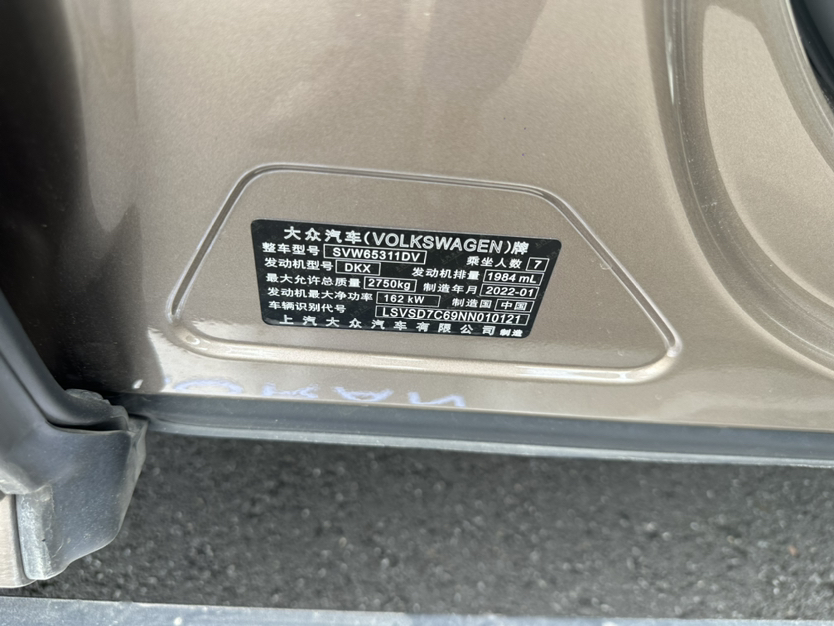 大众汽车(VOLKSWAGEN)牌
整车型号 SVW65311DV 乘坐人数 7
发动机型号 DKX 发动机排量 1984 mL
最大允许总质量 2750kg 制造年月 2022-01
发动机最大净功率 162 kW 制造国 中国
车辆识别代号 LSVSD7C69NN010121
上汽大众汽车有限公司 制造